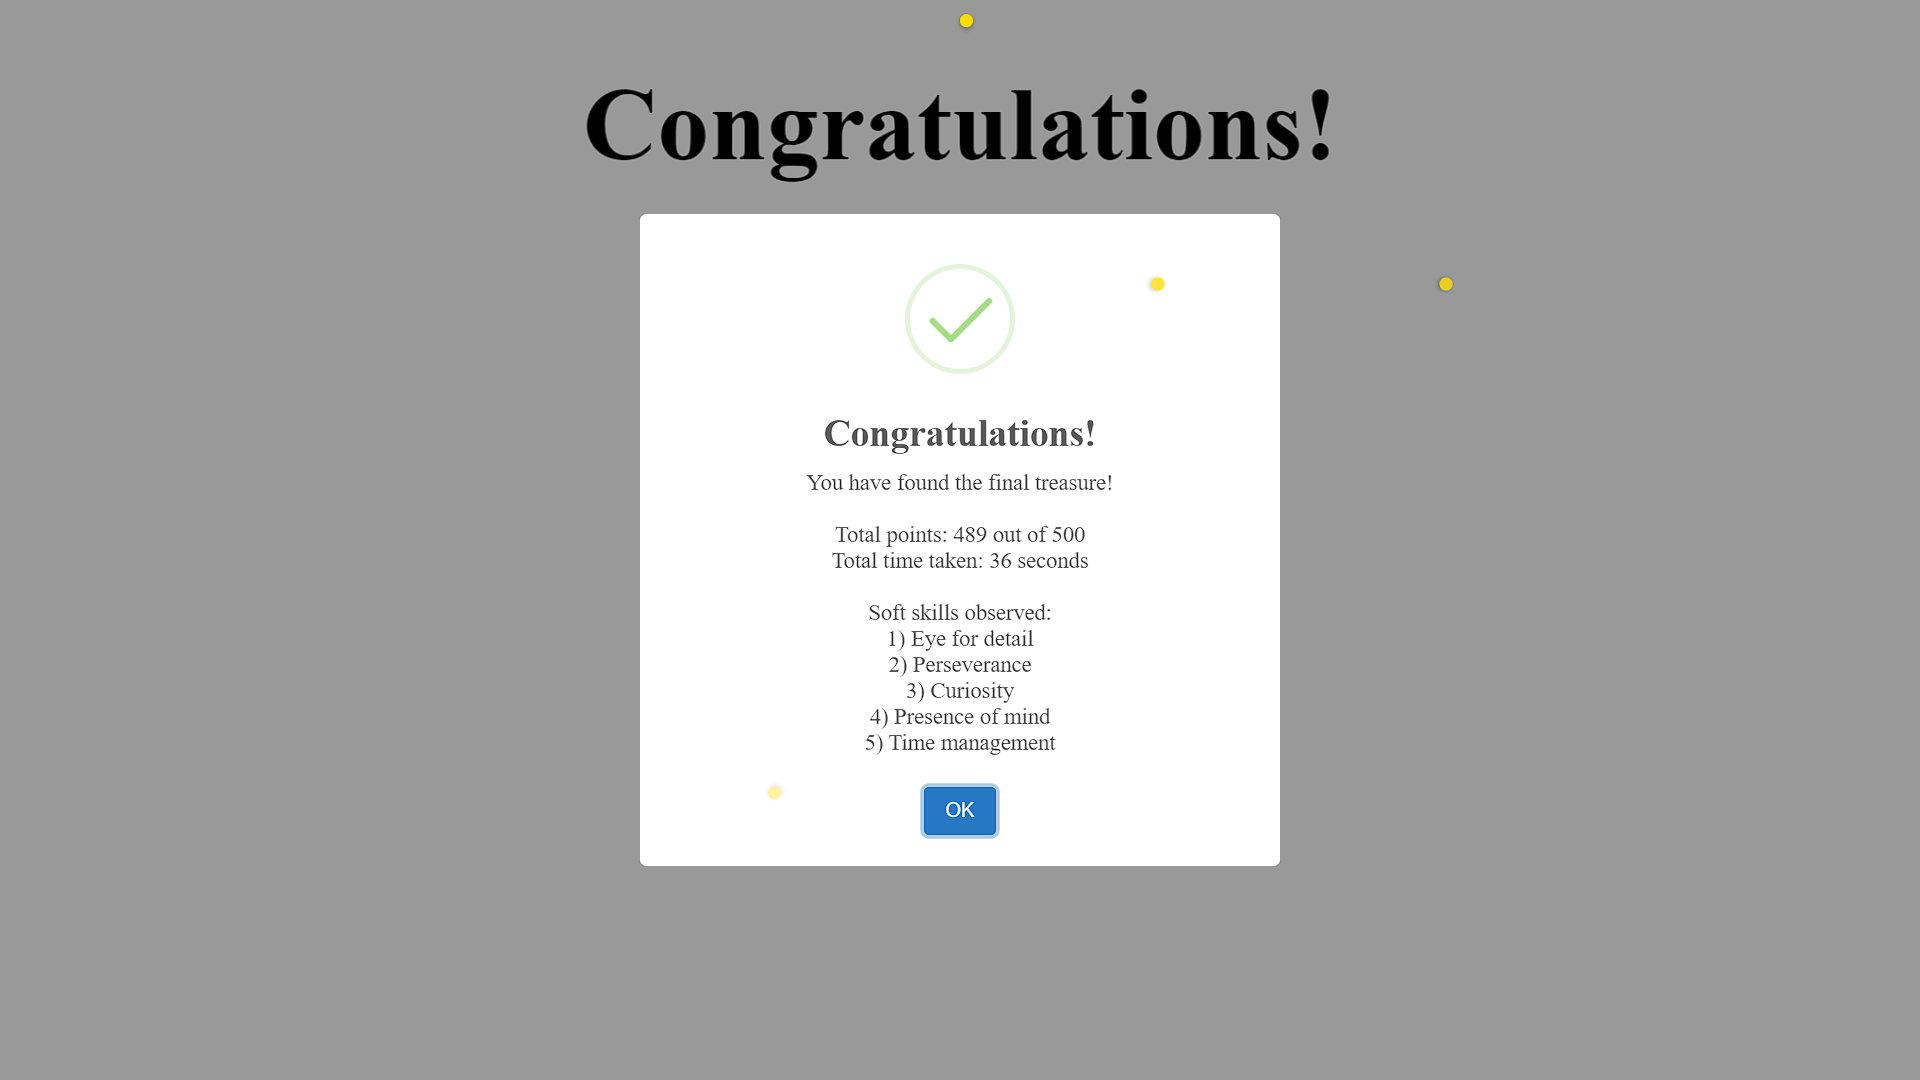 Congratulations!
Congratulations!
You have found the final treasure!
Total points: 489 out of 500
Total time taken: 36 seconds
Soft skills observed:
1) Eye for detail
2) Perseverance
3) Curiosity
4) Presence of mind
5) Time management
OK